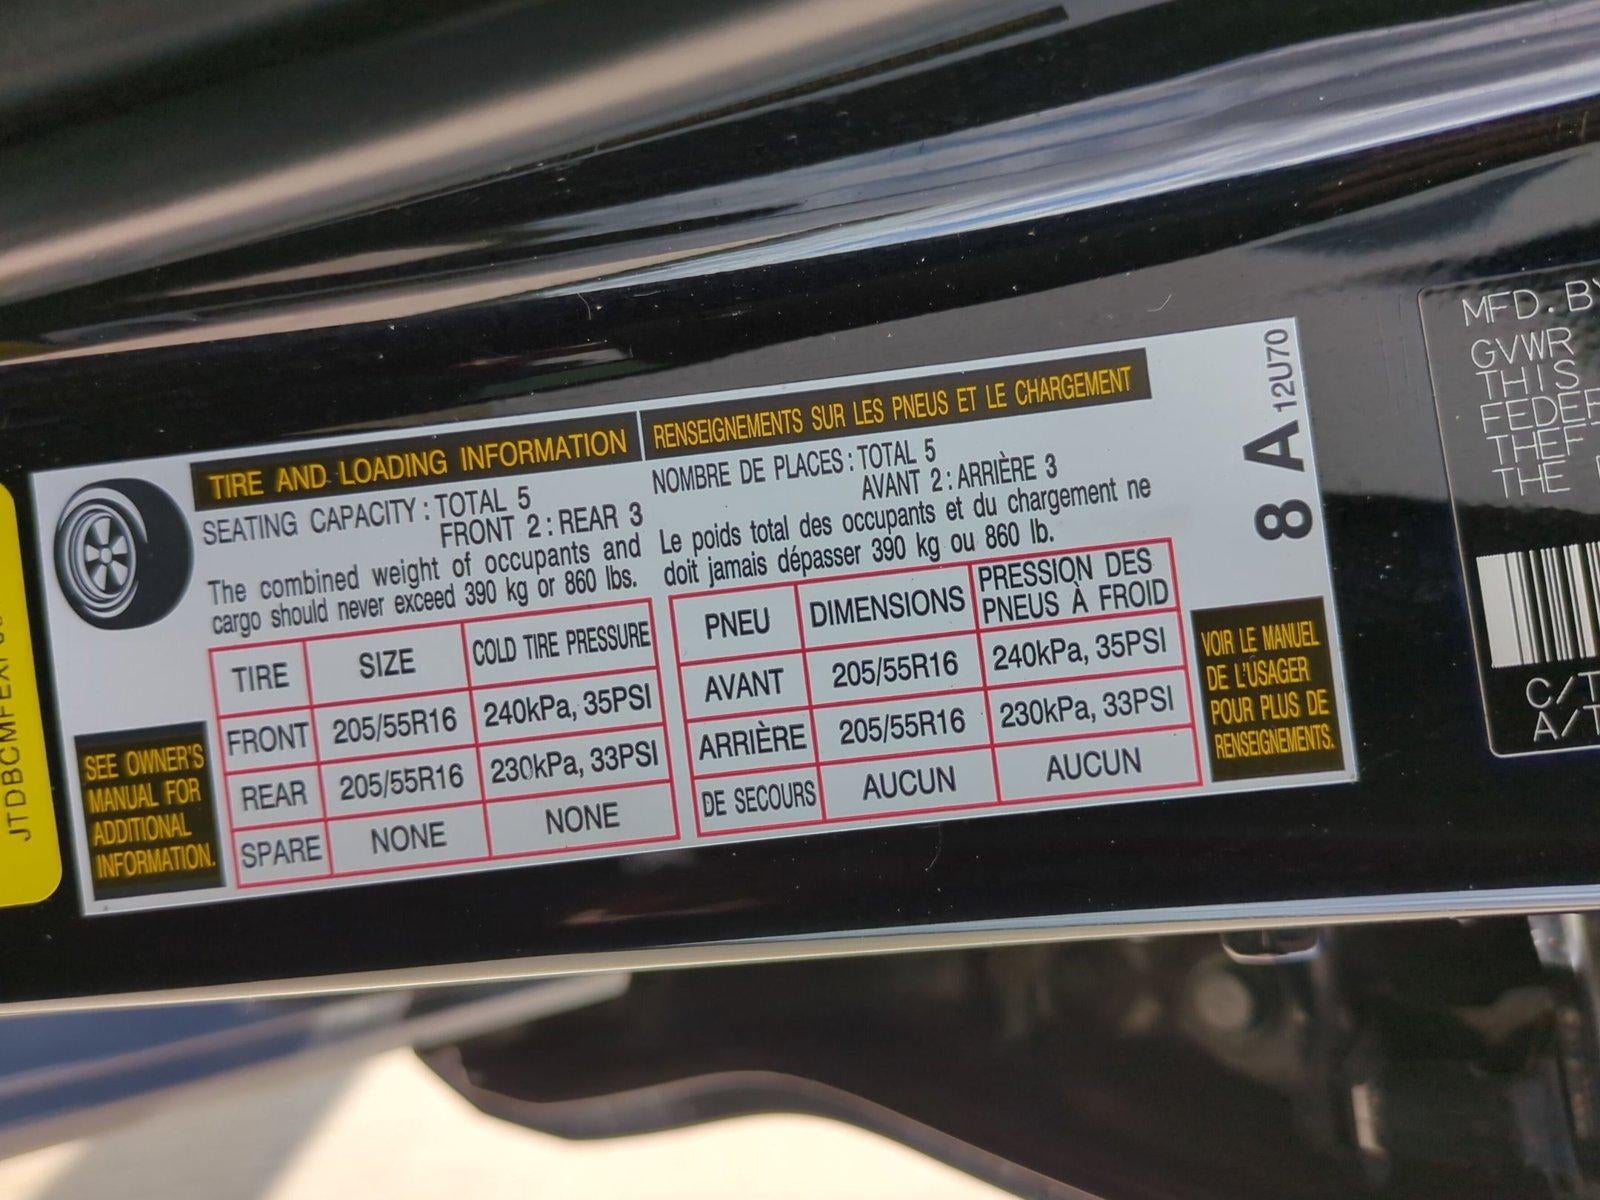 TIRE AND LOADING INFORMATION
SEATING CAPACITY : TOTAL 5
FRONT 2 : REAR 3
The combined weight of occupants and
cargo should never exceed 390 kg or 860 lbs.
TIRE SIZE COLD TIRE PRESSURE
FRONT 205/55R16 240kPa, 35PSI
REAR 205/55R16 230kPa, 33PSI
SPARE NONE NONE
SEE OWNER'S
MANUAL FOR
ADDITIONAL
INFORMATION.
RENSEIGNEMENTS SUR LES PNEUS ET LE CHARGEMENT
NOMBRE DE PLACES : TOTAL 5
AVANT 2 : ARRIÈRE 3
Le poids total des occupants et du chargement ne
doit jamais dépasser 390 kg ou 860 lb.
PNEU DIMENSIONS PRESSION DES
PNEUS À FROID
AVANT 205/55R16 240kPa, 35PSI
ARRIÈRE 205/55R16 230kPa, 33PSI
DE SECOURS AUCUN AUCUN
VOIR LE MANUEL
DE L'USAGER
POUR PLUS DE
RENSEIGNEMENTS.
8 A 12U70
MFD. BY
GVWR
THIS
THE
C/T
A/T